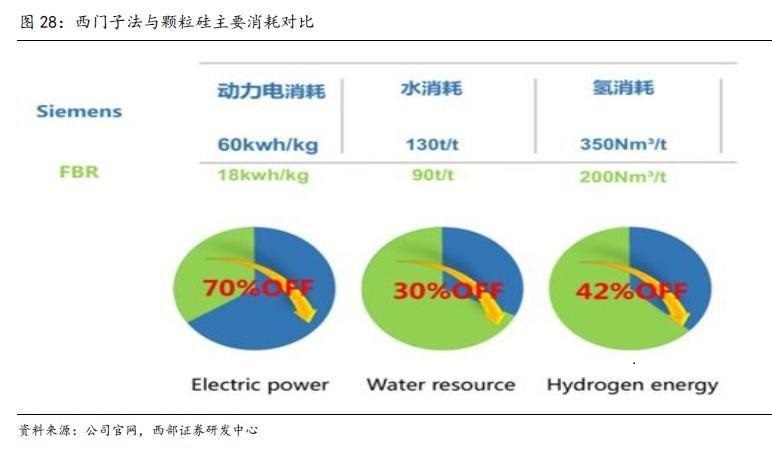 图 28：西门子法与颗粒硅主要消耗对比
动力电消耗 水消耗 氢消耗
Siemens
60kwh/kg 130t/t 350Nm³/t
FBR 18kwh/kg 90t/t 200Nm³/t
70%OFF 30%OFF 42%OFF
Electric power Water resource Hydrogen energy
资料来源：公司官网，西部证券研发中心